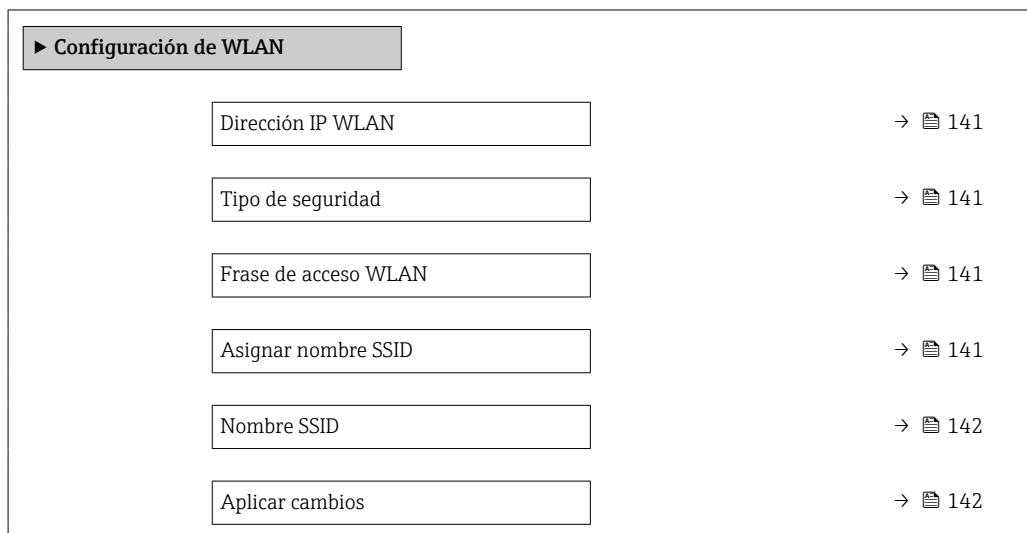 ► Configuración de WLAN
Dirección IP WLAN → 141
Tipo de seguridad → 141
Frase de acceso WLAN → 141
Asignar nombre SSID → 141
Nombre SSID → 142
Aplicar cambios → 142